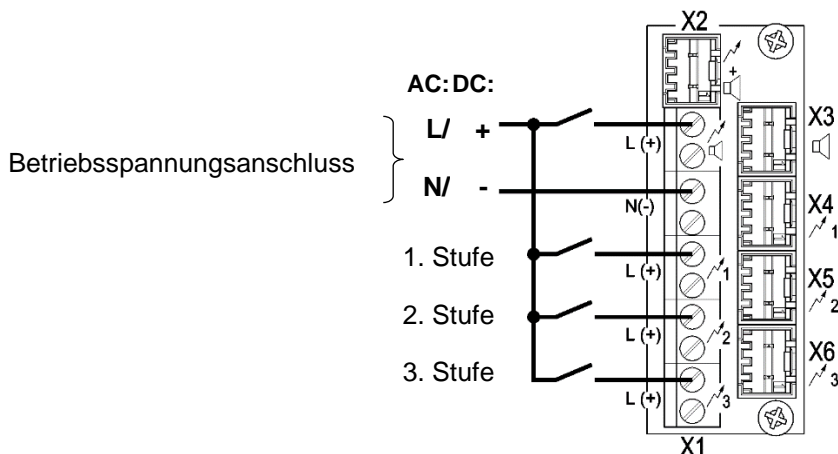 X2
AC: DC:
+
L/ +
L (+)
X3
Betriebsspannungsanschluss
N/ -
N(-)
X4
1
1. Stufe
L (+)
1
X5
2
2. Stufe
L (+)
2
X6
3
3. Stufe
L (+)
3
X1